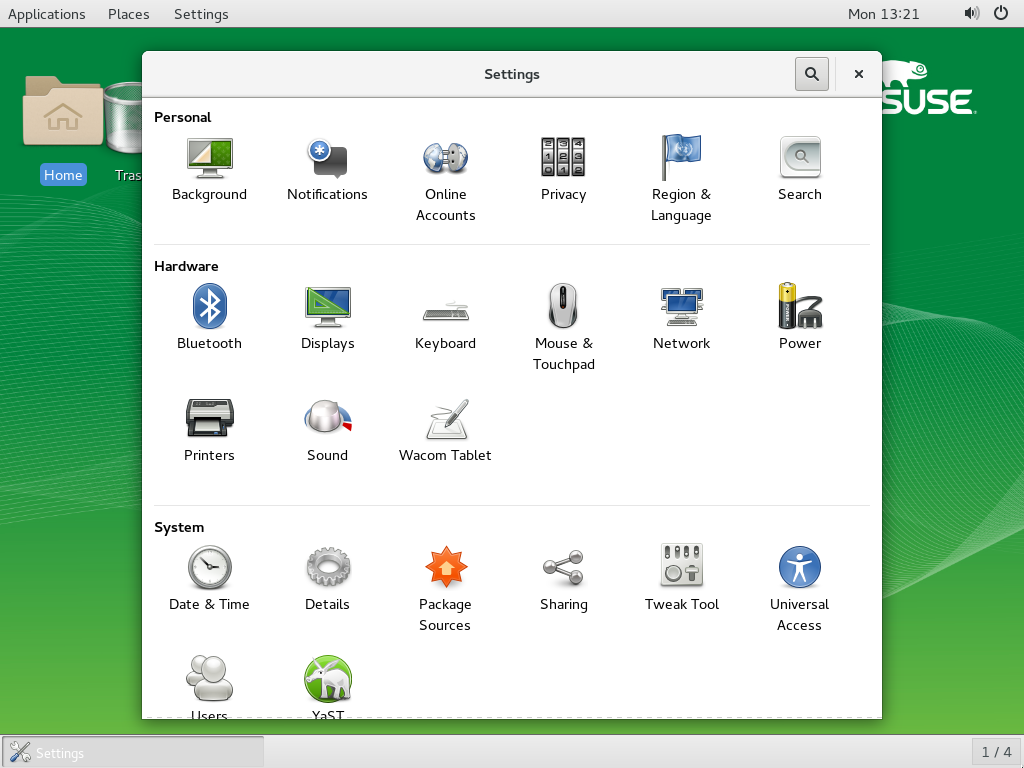 Applications Places Settings Mon 13:21
Settings
SUSE
Home
Personal
Background Notifications Online Accounts Privacy Region & Language Search
Hardware
Bluetooth Displays Keyboard Mouse & Touchpad Network Power
Printers Sound Wacom Tablet
System
Date & Time Details Package Sources Sharing Tweak Tool Universal Access
Users YaST
Settings 1 / 4